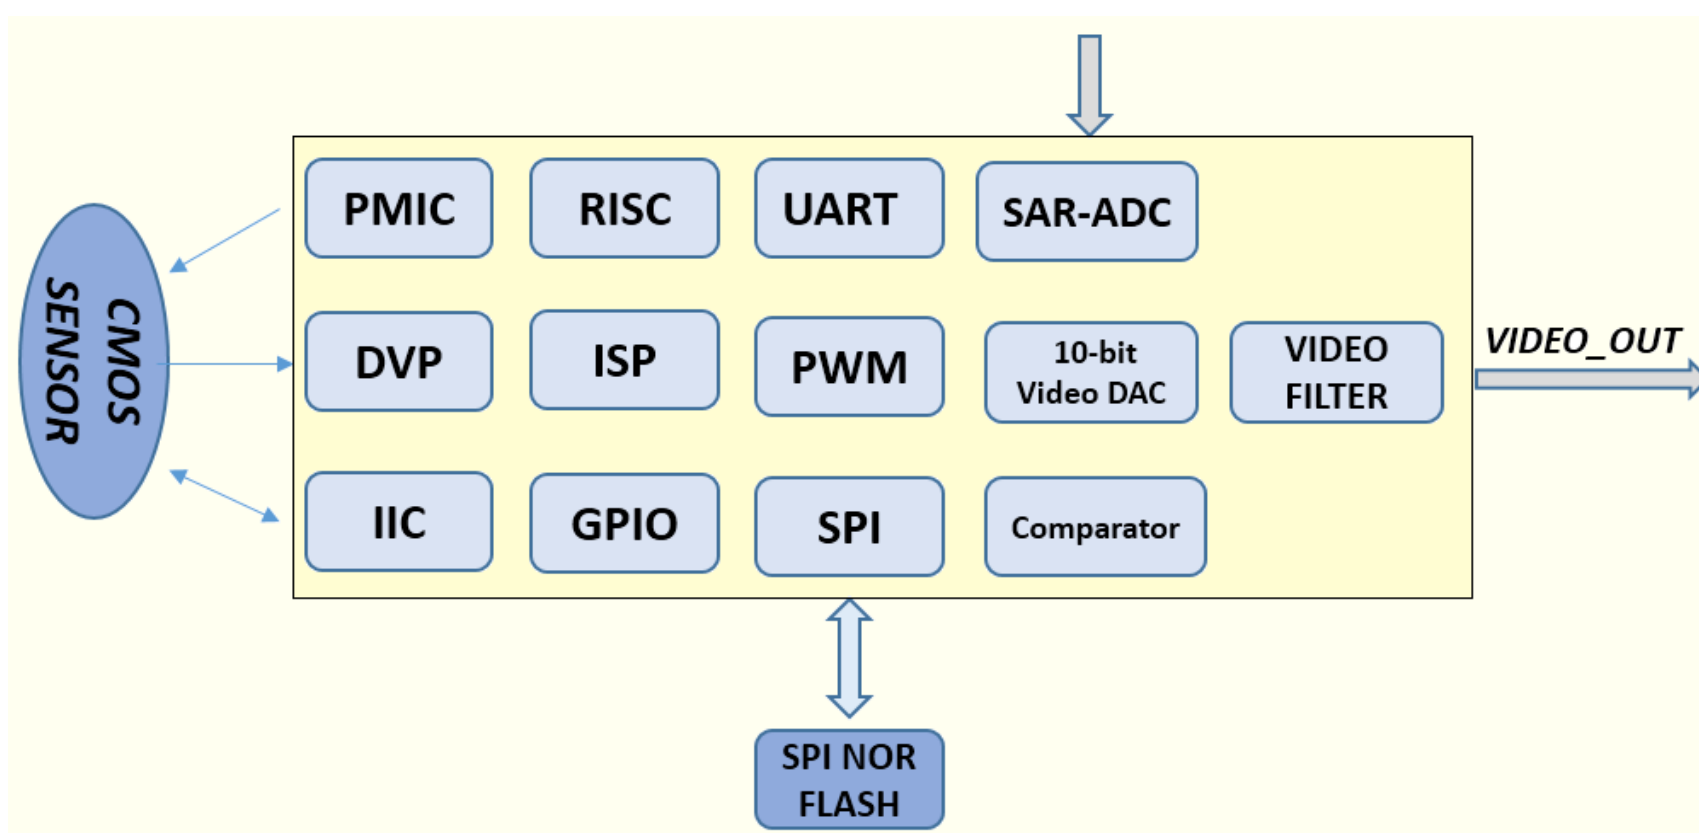 PMIC
RISC
UART
SAR-ADC
CMOS
SENSOR
DVP
ISP
PWM
10-bit
Video DAC
VIDEO
FILTER
VIDEO_OUT
IIC
GPIO
SPI
Comparator
SPI NOR
FLASH